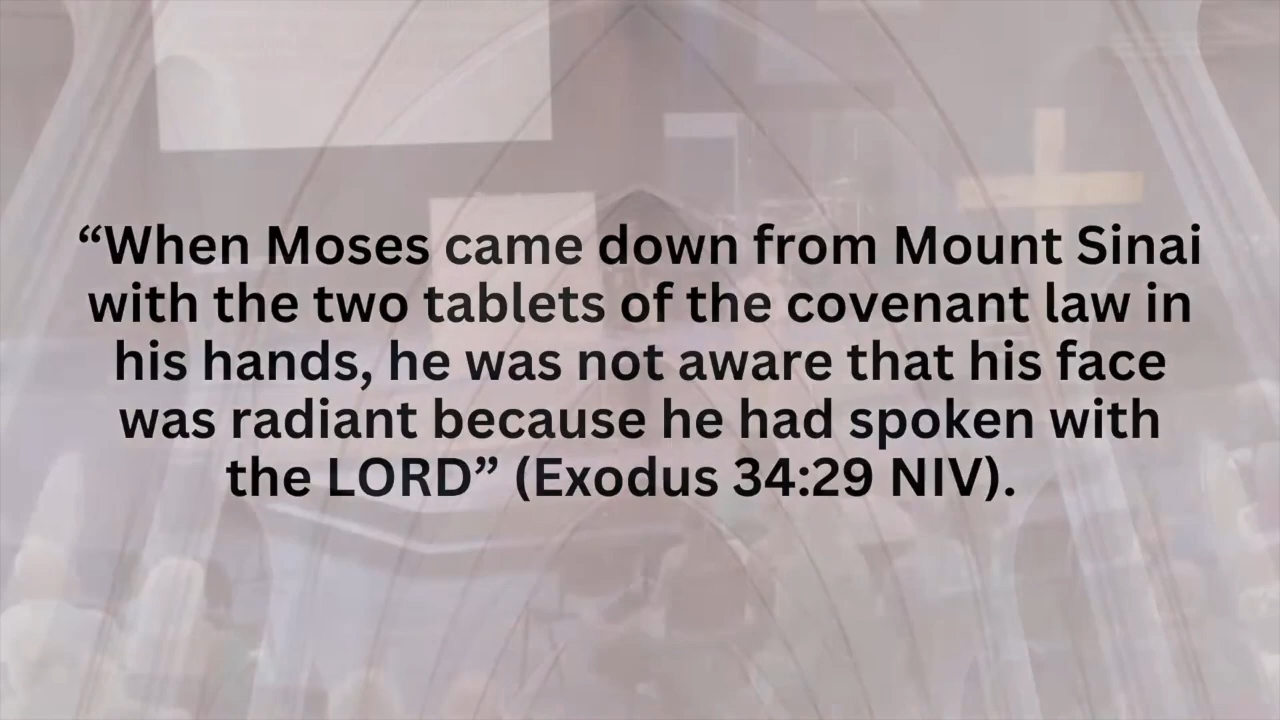 “When Moses came down from Mount Sinai
with the two tablets of the covenant law in
his hands, he was not aware that his face
was radiant because he had spoken with
the LORD” (Exodus 34:29 NIV).